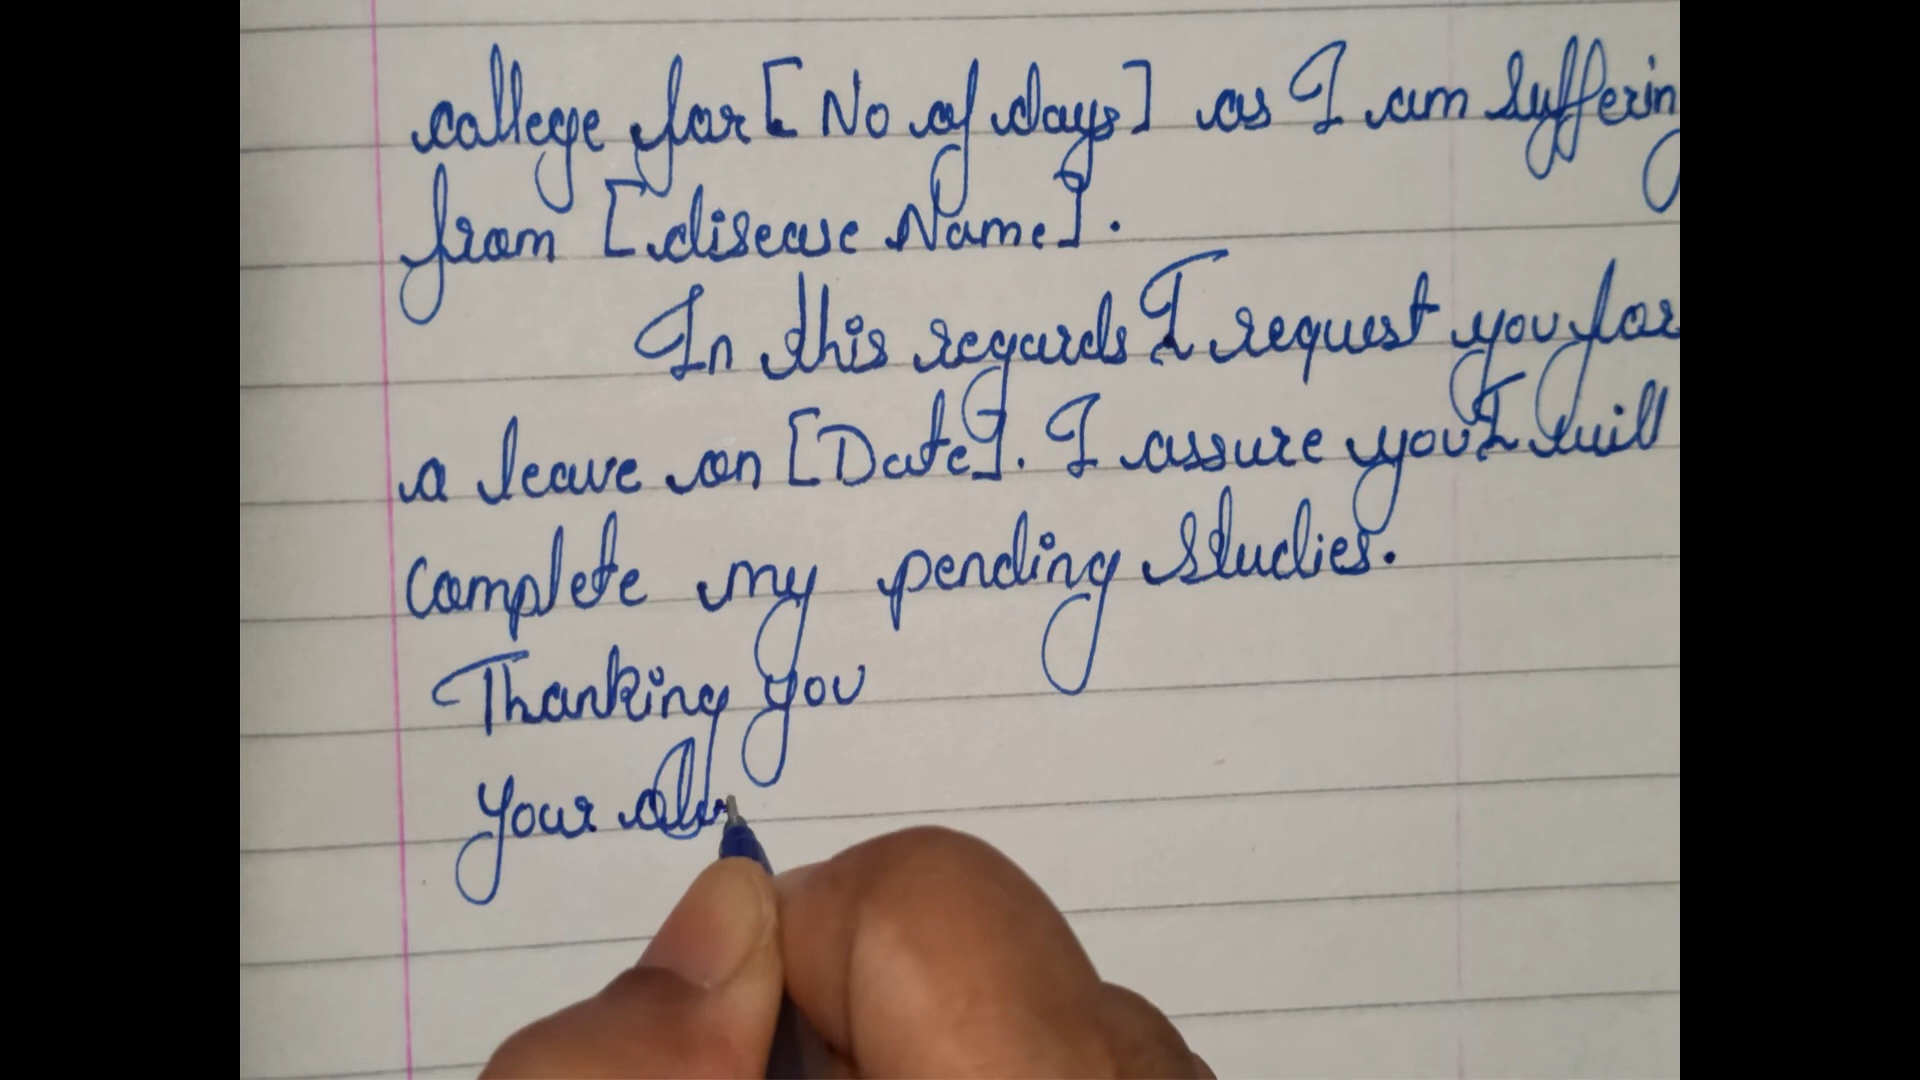 college for [No of days] as I am sufferin
from [disease Name].
In this regards I request you for
a leave on [Date]. I assure you I will
complete my pending studies.
Thanking you
Your